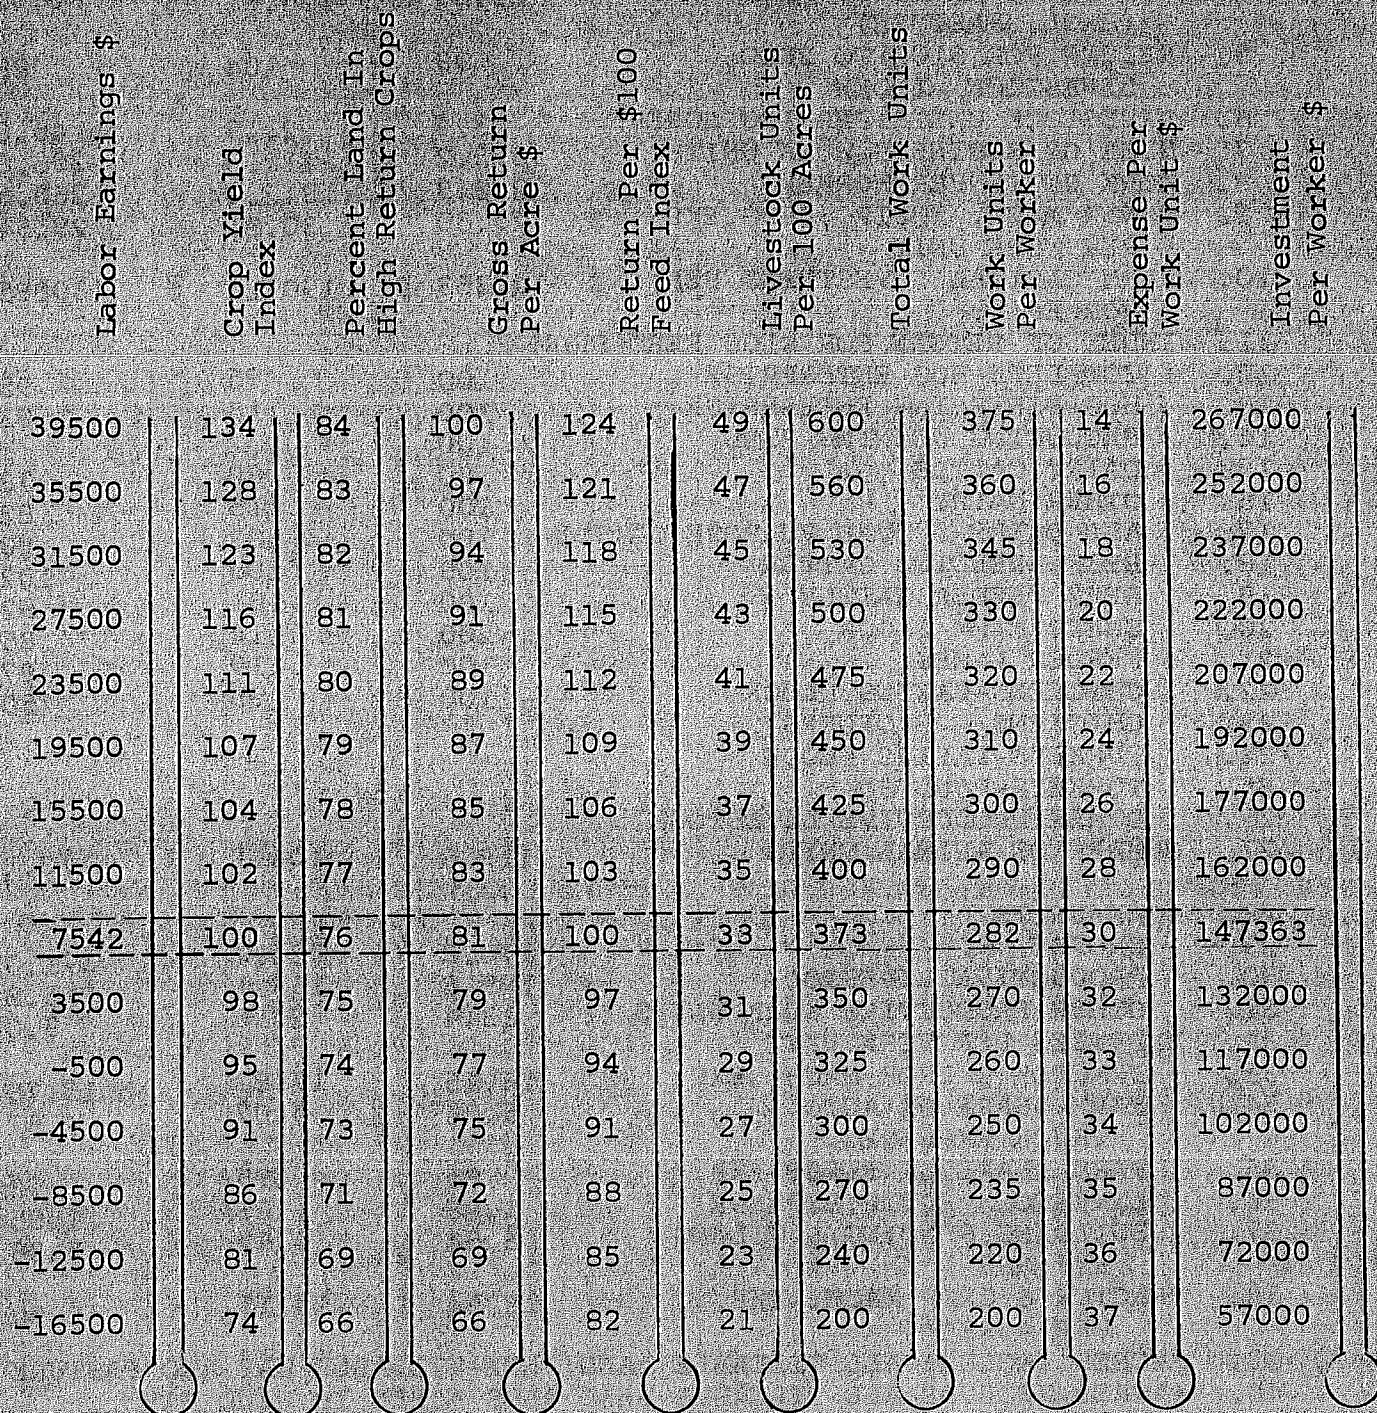 Labor Earnings $
Crop Yield
Index
Percent Land In
High Return Crops
Gross Return
Per Acre $
Return Per $100
Feed Index
Livestock Units
Per 100 Acres
Total Work Units
Work Units
Per Worker
Expense Per
Work Unit $
Investment
Per Worker $
39500 134 84 100 124 49 600 375 14 267000
35500 128 83 97 121 47 560 360 16 252000
31500 123 82 94 118 45 530 345 18 237000
27500 116 81 91 115 43 500 330 20 222000
23500 111 80 89 112 41 475 320 22 207000
19500 107 79 87 109 39 450 310 24 192000
15500 104 78 85 106 37 425 300 26 177000
11500 102 77 83 103 35 400 290 28 162000
7542 100 76 81 100 33 373 282 30 147363
3500 98 75 79 97 31 350 270 32 132000
-500 95 74 77 94 29 325 260 33 117000
-4500 91 73 75 91 27 300 250 34 102000
-8500 86 71 72 88 25 270 235 35 87000
-12500 81 69 69 85 23 240 220 36 72000
-16500 74 66 66 82 21 200 200 37 57000